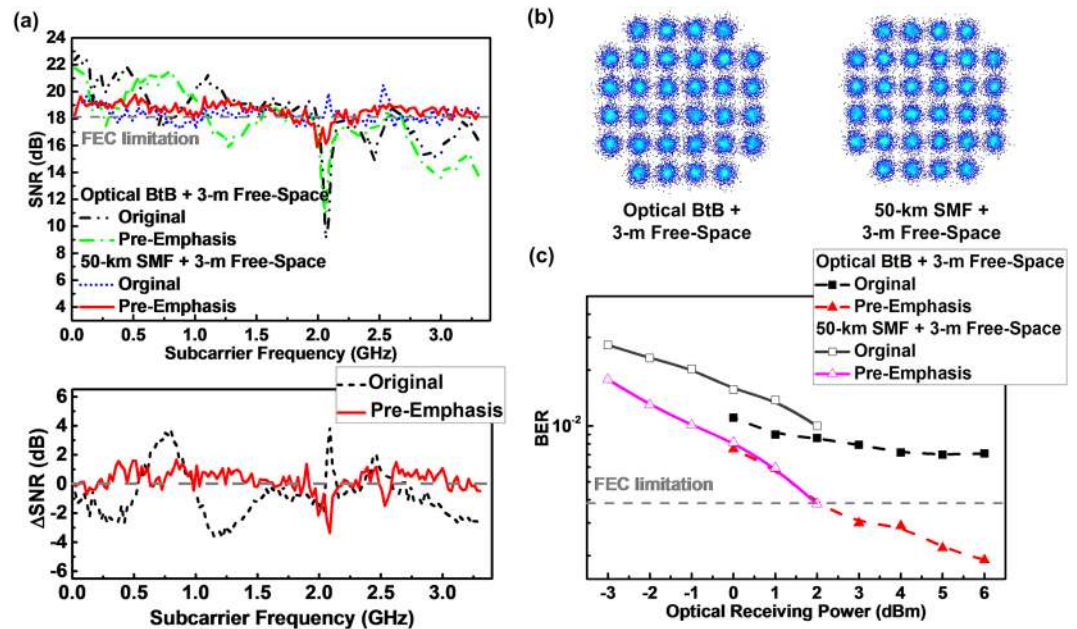 (a)
24
22
20
18
16
14
12
10
8
6
4
SNR (dB)
FEC limitation
Optical BtB + 3-m Free-Space
Original
Pre-Emphasis
50-km SMF + 3-m Free-Space
Orginal
Pre-Emphasis
0.0 0.5 1.0 1.5 2.0 2.5 3.0
Subcarrier Frequency (GHz)
6
4
2
0
-2
-4
-6
ΔSNR (dB)
Original
Pre-Emphasis
0.0 0.5 1.0 1.5 2.0 2.5 3.0
Subcarrier Frequency (GHz)
(b)
Optical BtB +
3-m Free-Space
50-km SMF +
3-m Free-Space
(c)
Optical BtB + 3-m Free-Space
Orginal
Pre-Emphasis
50-km SMF + 3-m Free-Space
Orginal
Pre-Emphasis
10-2
BER
FEC limitation
-3 -2 -1 0 1 2 3 4 5 6
Optical Receiving Power (dBm)